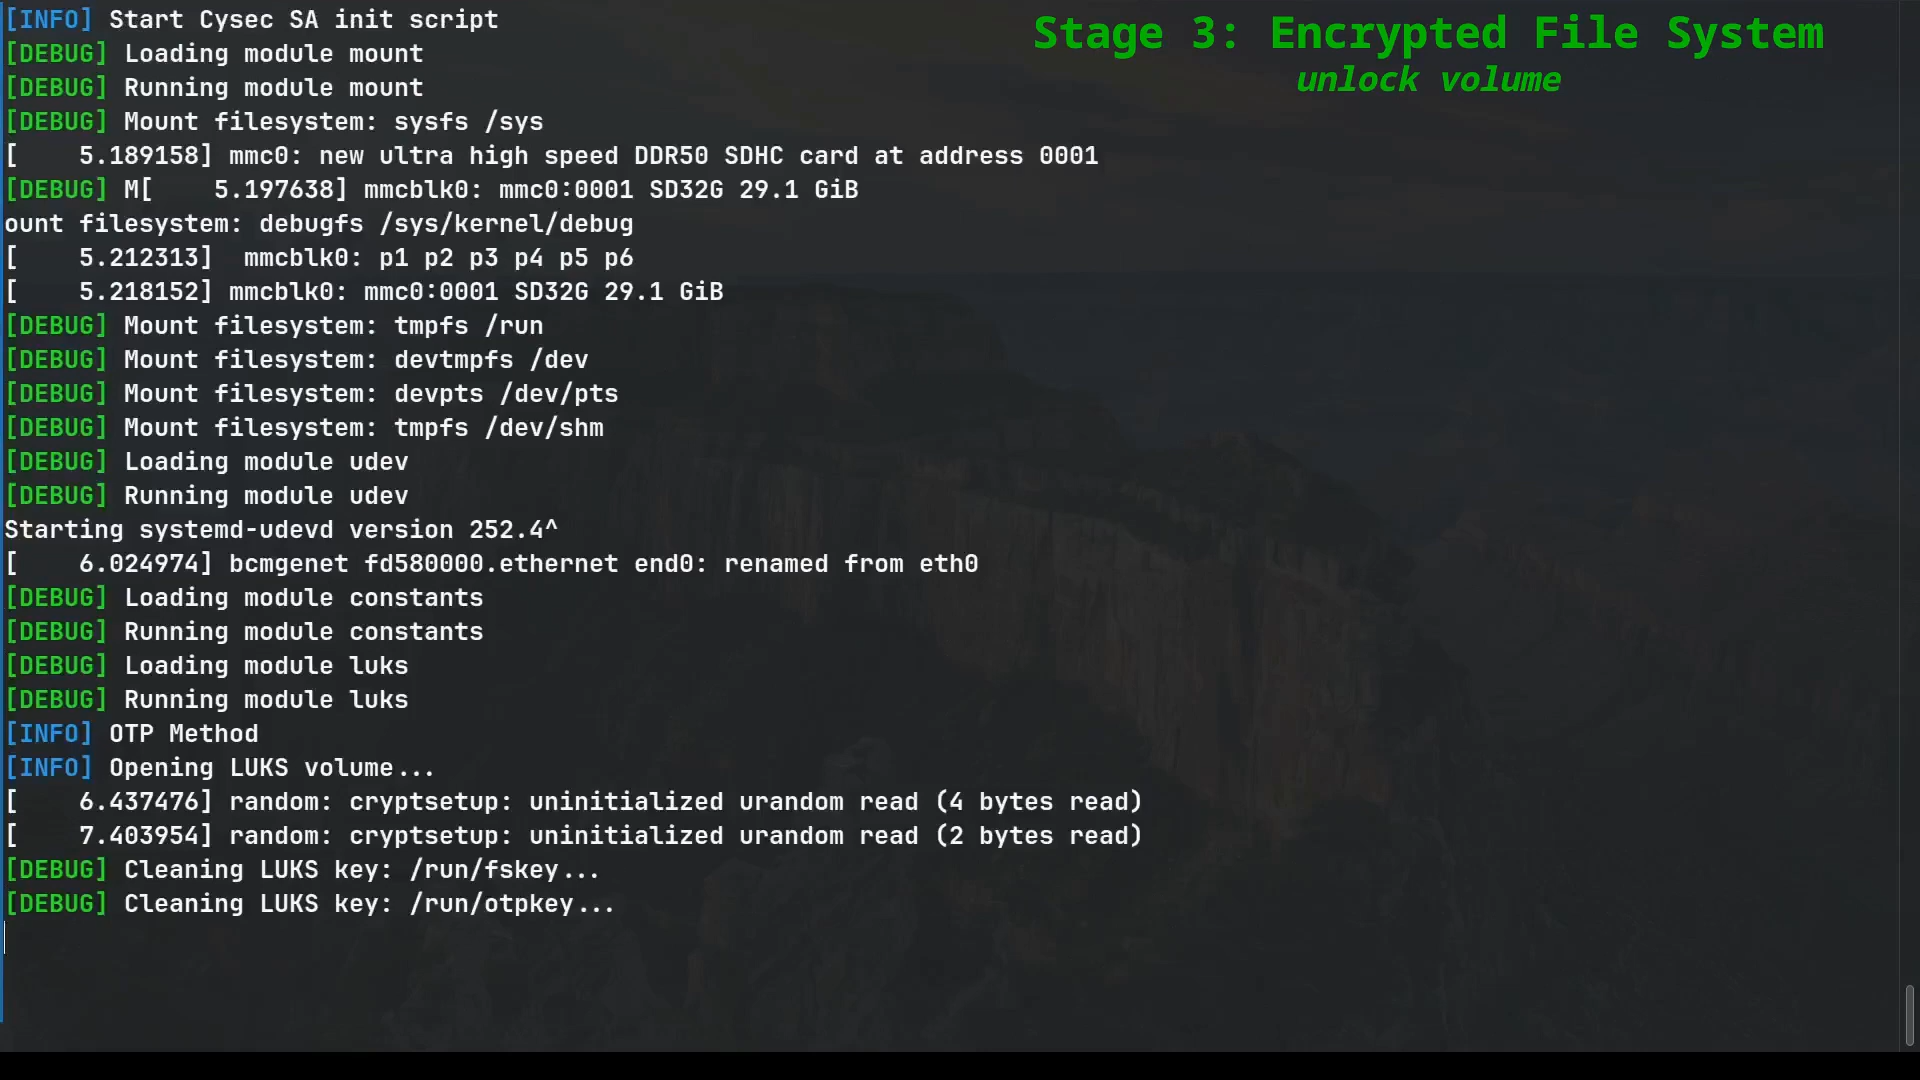 [INFO] Start Cysec SA init script
Stage 3: Encrypted File System
unlock volume
[DEBUG] Loading module mount
[DEBUG] Running module mount
[DEBUG] Mount filesystem: sysfs /sys
[    5.189158] mmc0: new ultra high speed DDR50 SDHC card at address 0001
[DEBUG] M[    5.197638] mmcblk0: mmc0:0001 SD32G 29.1 GiB
ount filesystem: debugfs /sys/kernel/debug
[    5.212313]  mmcblk0: p1 p2 p3 p4 p5 p6
[    5.218152] mmcblk0: mmc0:0001 SD32G 29.1 GiB
[DEBUG] Mount filesystem: tmpfs /run
[DEBUG] Mount filesystem: devtmpfs /dev
[DEBUG] Mount filesystem: devpts /dev/pts
[DEBUG] Mount filesystem: tmpfs /dev/shm
[DEBUG] Loading module udev
[DEBUG] Running module udev
Starting systemd-udevd version 252.4^
[    6.024974] bcmgenet fd580000.ethernet end0: renamed from eth0
[DEBUG] Loading module constants
[DEBUG] Running module constants
[DEBUG] Loading module luks
[DEBUG] Running module luks
[INFO] OTP Method
[INFO] Opening LUKS volume...
[    6.437476] random: cryptsetup: uninitialized urandom read (4 bytes read)
[    7.403954] random: cryptsetup: uninitialized urandom read (2 bytes read)
[DEBUG] Cleaning LUKS key: /run/fskey...
[DEBUG] Cleaning LUKS key: /run/otpkey...